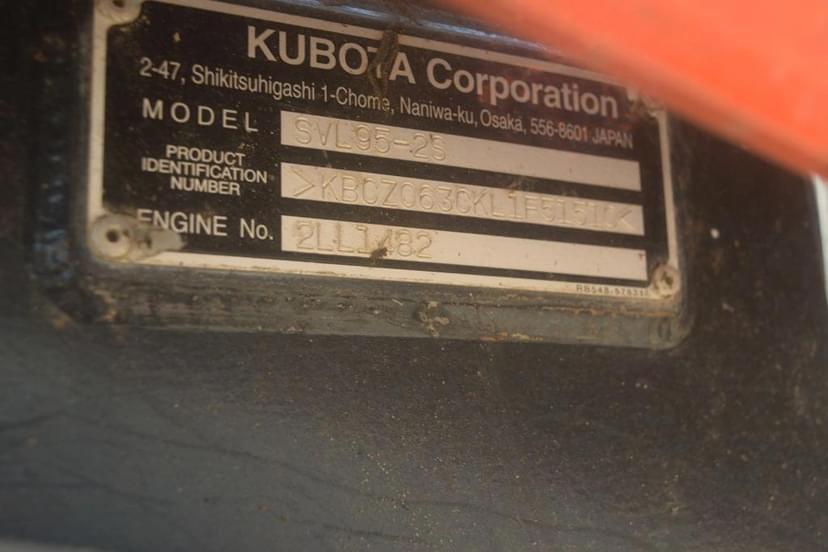 KUBOTA Corporation
2-47, Shikitsuhigashi 1-Chome, Naniwa-ku, Osaka, 556-8601 JAPAN
MODEL SVL95-2S
PRODUCT
IDENTIFICATION
NUMBER
ENGINE No. 2LL1482